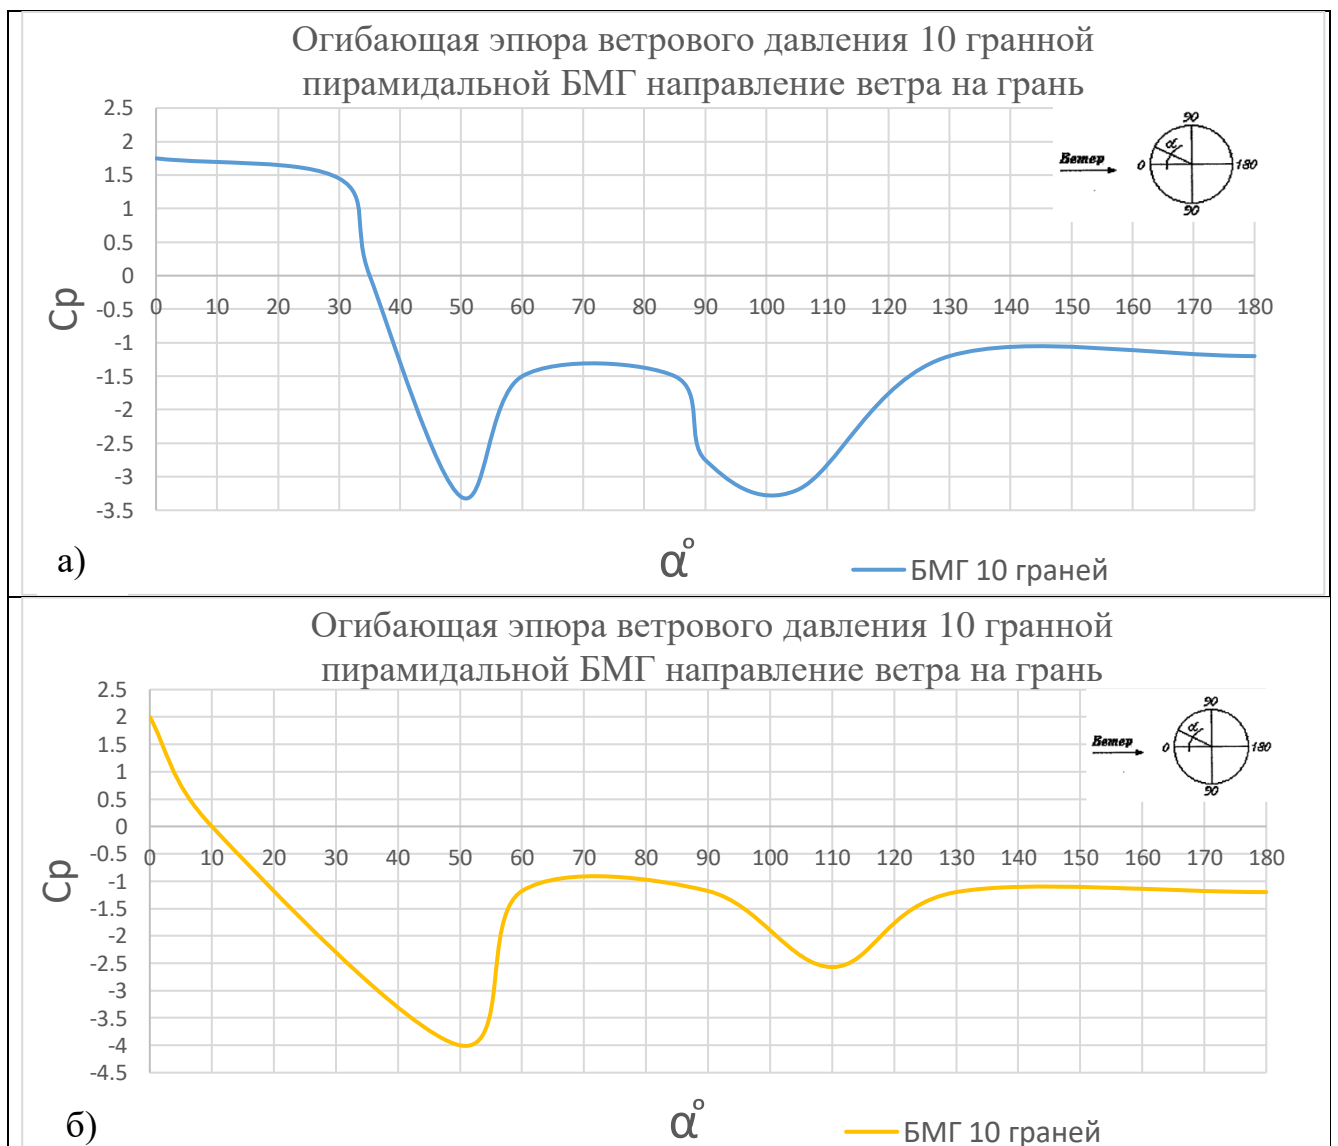 Огибающая эпюра ветрового давления 10 гранной
пирамидальной БМГ направление ветра на грань
2.5
2
1.5
1
0.5
0
-0.5
-1
-1.5
-2
-2.5
-3
-3.5
Cp
0 10 20 30 40 50 60 70 80 90 100 110 120 130 140 150 160 170 180
90
Ветер
0
α
180
90
α°
а)
БМГ 10 граней
Огибающая эпюра ветрового давления 10 гранной
пирамидальной БМГ направление ветра на грань
2.5
2
1.5
1
0.5
0
-0.5
-1
-1.5
-2
-2.5
-3
-3.5
-4
-4.5
Cp
0 10 20 30 40 50 60 70 80 90 100 110 120 130 140 150 160 170 180
90
Ветер
0
α
180
90
α°
б)
БМГ 10 граней